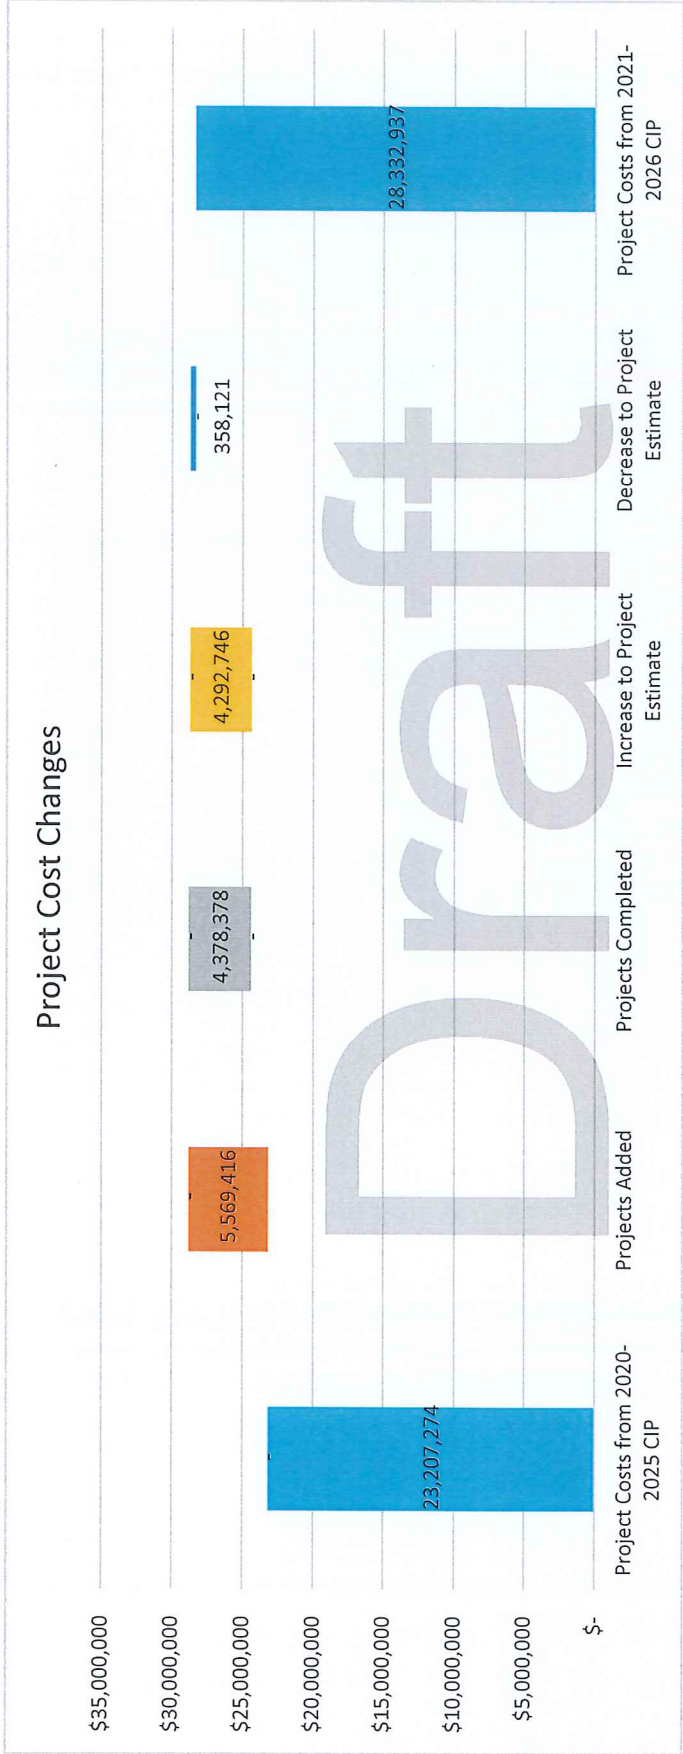 Project Cost Changes
$35,000,000
$30,000,000
$25,000,000
$20,000,000
$15,000,000
$10,000,000
$5,000,000
$-
23,207,274
5,569,416
4,378,378
4,292,746
358,121
28,332,937
Project Costs from 2020-
2025 CIP
Projects Added
Projects Completed
Increase to Project
Estimate
Decrease to Project
Estimate
Project Costs from 2021-
2026 CIP
Draft